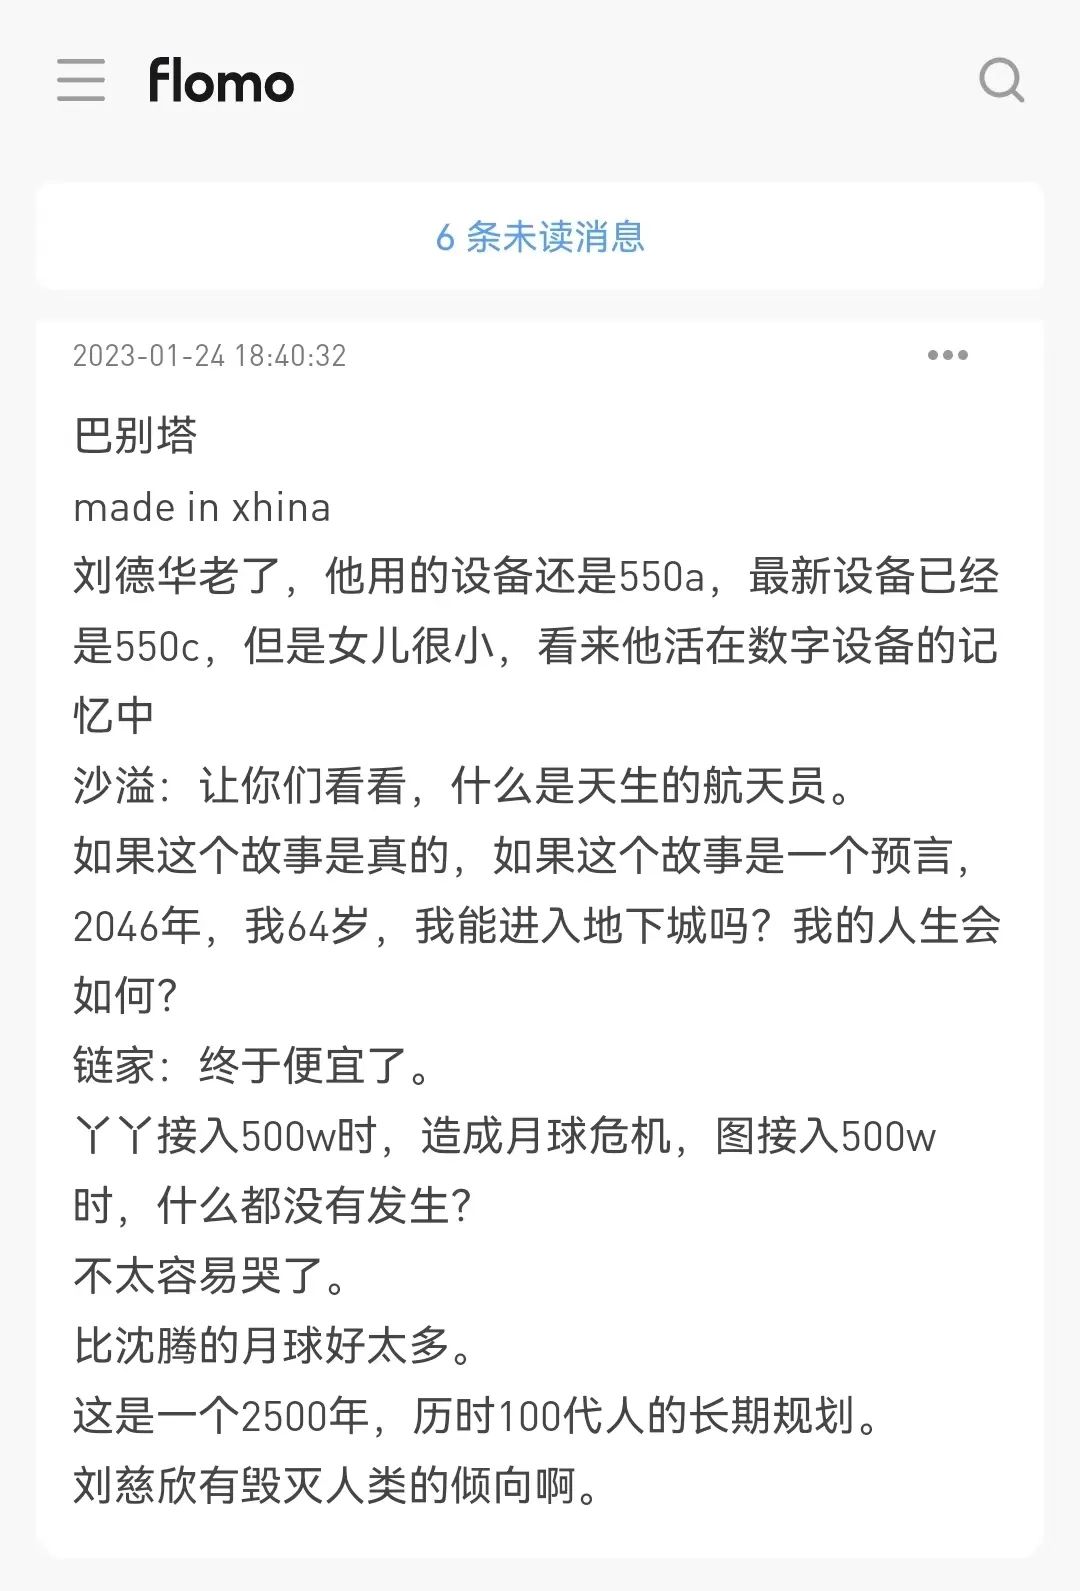 flomo
6 条未读消息
2023-01-24 18:40:32
巴别塔
made in xhina
刘德华老了，他用的设备还是550a，最新设备已经
是550c，但是女儿很小，看来他活在数字设备的记
忆中
沙溢：让你们看看，什么是天生的航天员。
如果这个故事是真的，如果这个故事是一个预言，
2046年，我64岁，我能进入地下城吗？我的人生会
如何？
链家：终于便宜了。
丫丫接入500w时，造成月球危机，图接入500w
时，什么都没有发生？
不太容易哭了。
比沈腾的月球好太多。
这是一个2500年，历时100代人的长期规划。
刘慈欣有毁灭人类的倾向啊。